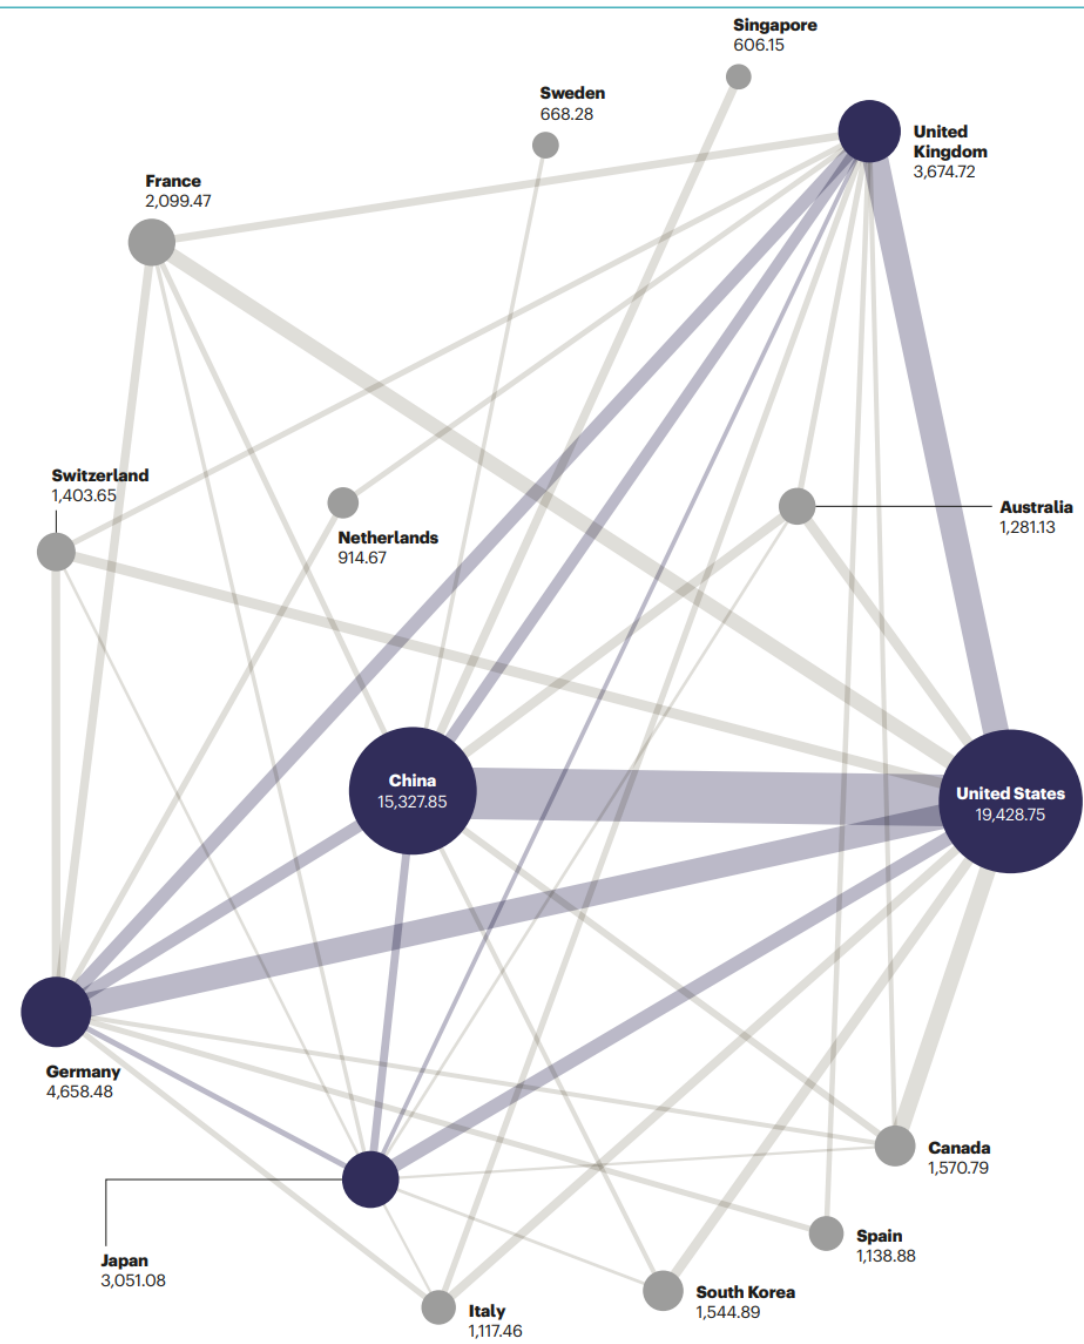 Singapore
606.15
Sweden
668.28
United
Kingdom
3,674.72
France
2,099.47
Switzerland
1,403.65
Netherlands
914.67
Australia
1,281.13
China
15,327.85
United States
19,428.75
Germany
4,658.48
Canada
1,570.79
Spain
1,138.88
Japan
3,051.08
South Korea
1,544.89
Italy
1,117.46